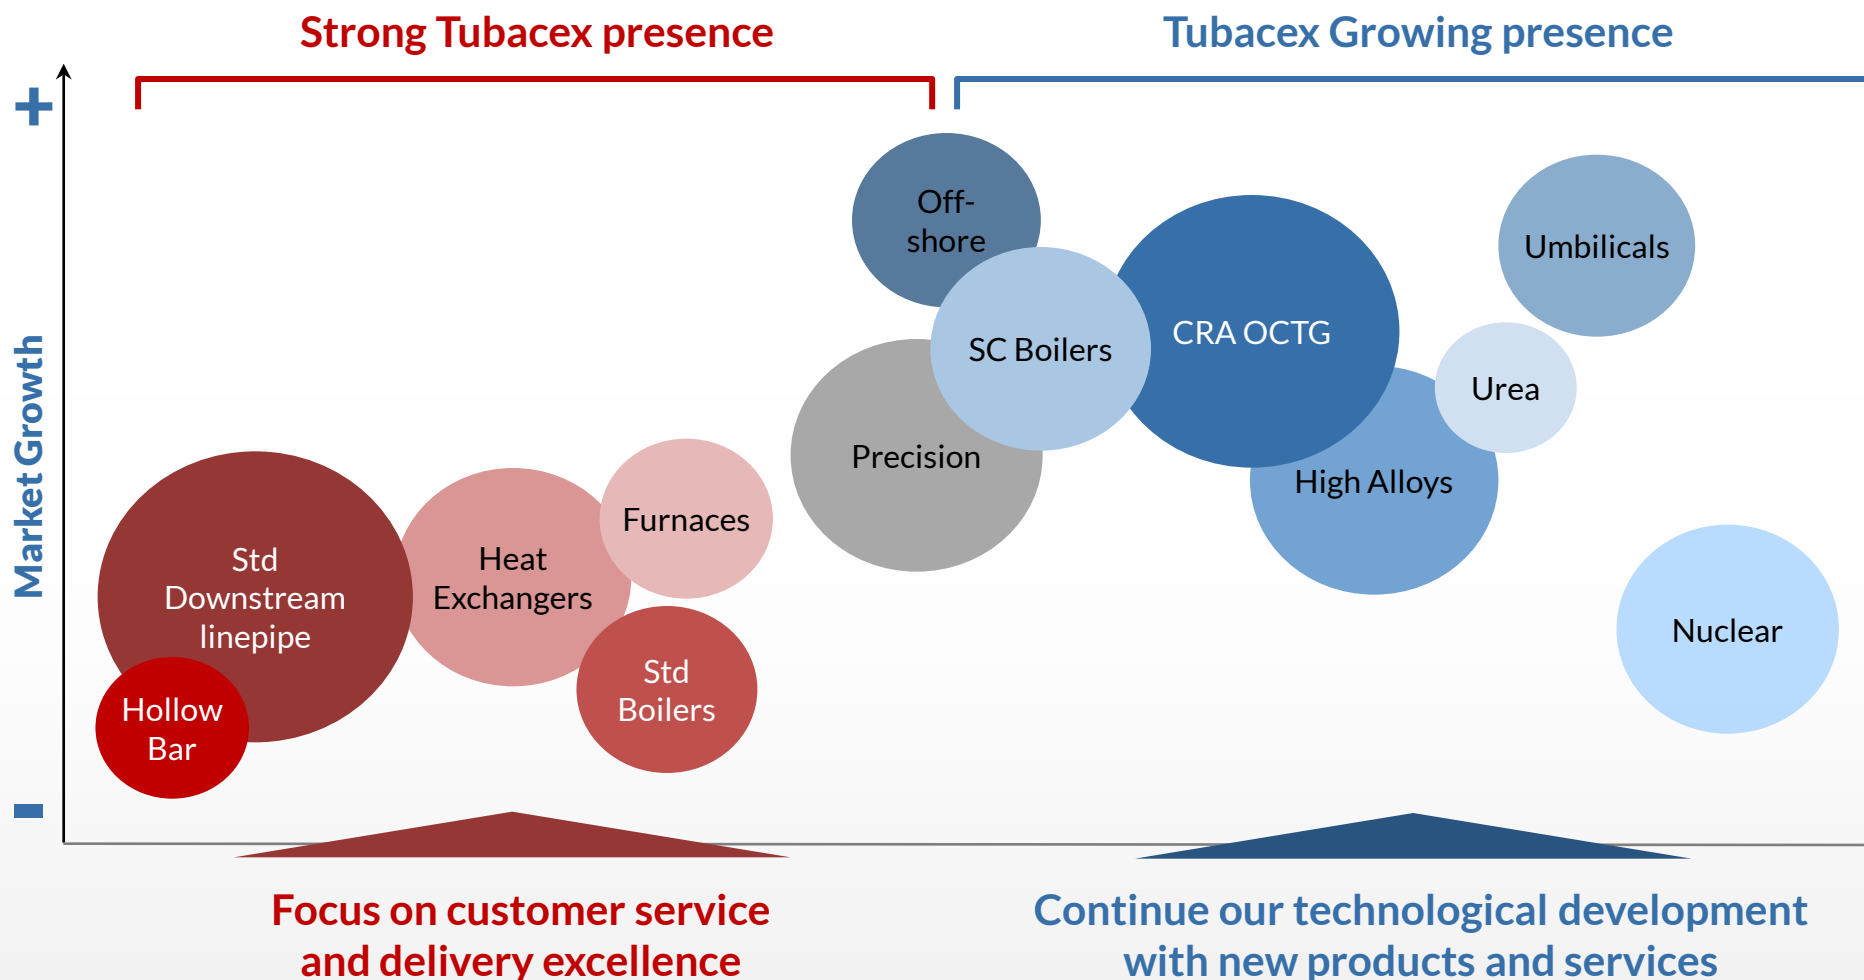 Strong Tubacex presence
Tubacex Growing presence
+
Market Growth
-
Off-
shore
Umbilicals
SC Boilers
CRA OCTG
Urea
Precision
High Alloys
Furnaces
Heat
Exchangers
Std
Downstream
linepipe
Nuclear
Std
Boilers
Hollow
Bar
Focus on customer service
and delivery excellence
Continue our technological development
with new products and services